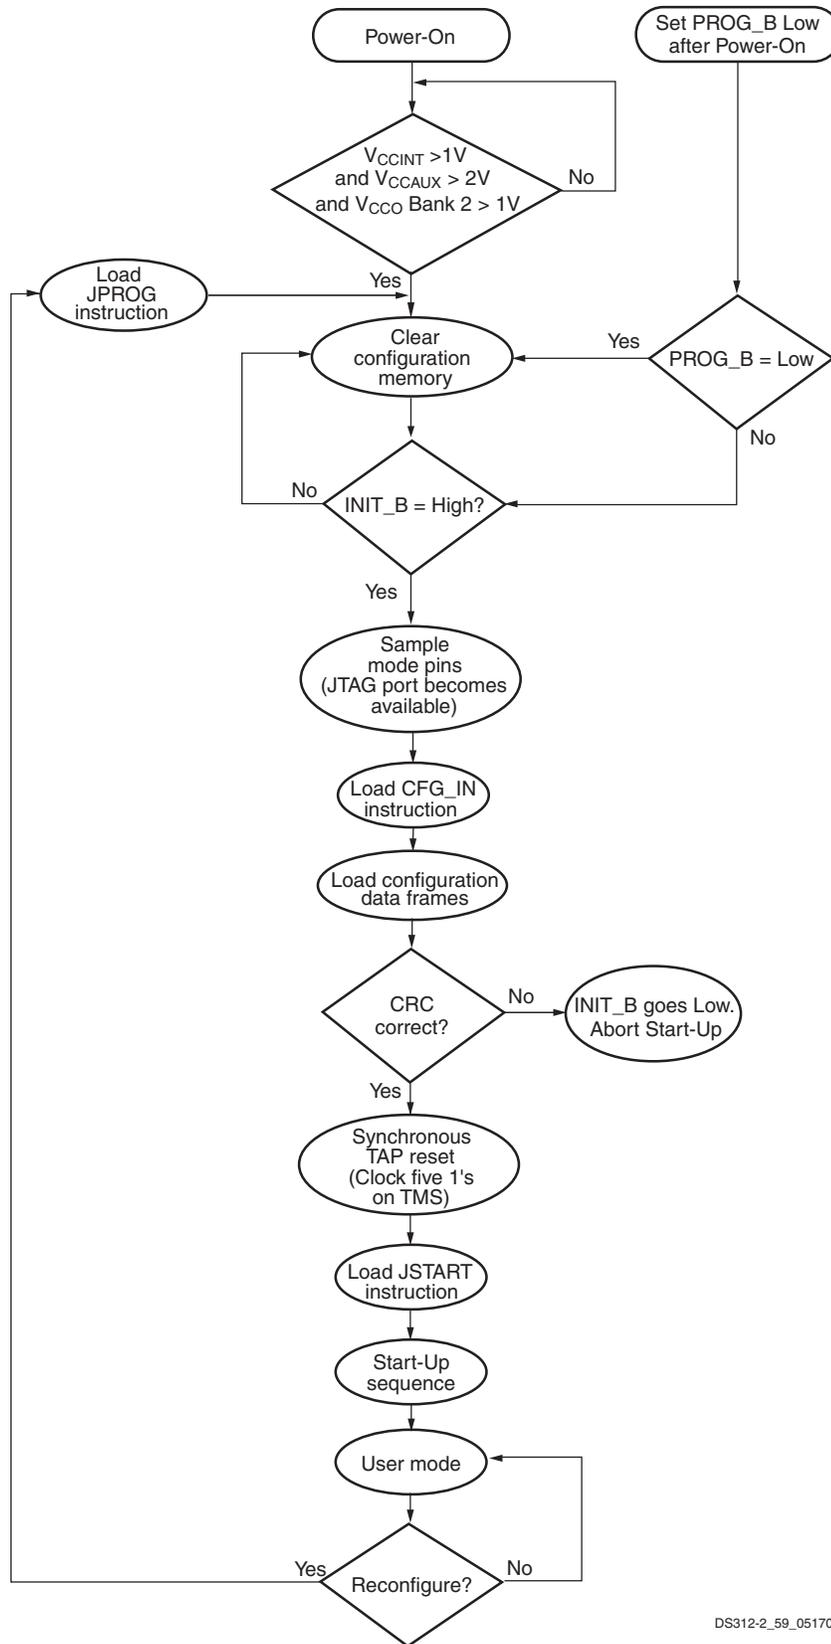 Power-On
Set PROG_B Low
after Power-On
VCCINT >1V
and VCCAUX > 2V
and VCCO Bank 2 > 1V
No
Yes
Load
JPROG
instruction
Clear
configuration
memory
Yes
PROG_B = Low
No
No
INIT_B = High?
Yes
Sample
mode pins
(JTAG port becomes
available)
Load CFG_IN
instruction
Load configuration
data frames
CRC
correct?
No
INIT_B goes Low.
Abort Start-Up
Yes
Synchronous
TAP reset
(Clock five 1's
on TMS)
Load JSTART
instruction
Start-Up
sequence
User mode
Yes
Reconfigure?
No
DS312-2_59_05170